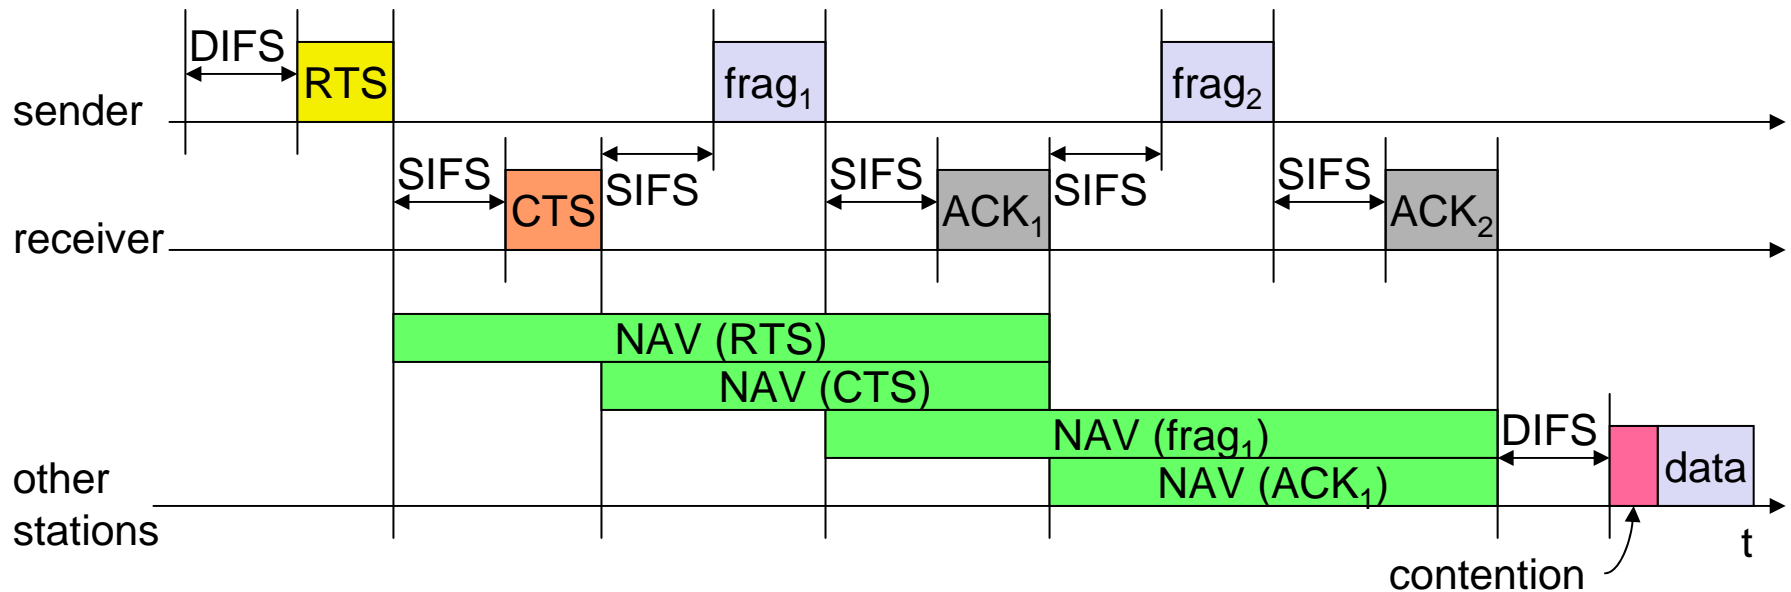 DIFS
RTS
frag₁
frag₂
sender
SIFS
CTS
SIFS
SIFS
ACK₁
SIFS
SIFS
ACK₂
receiver
NAV (RTS)
NAV (CTS)
NAV (frag₁)
DIFS
NAV (ACK₁)
data
other
stations
t
contention